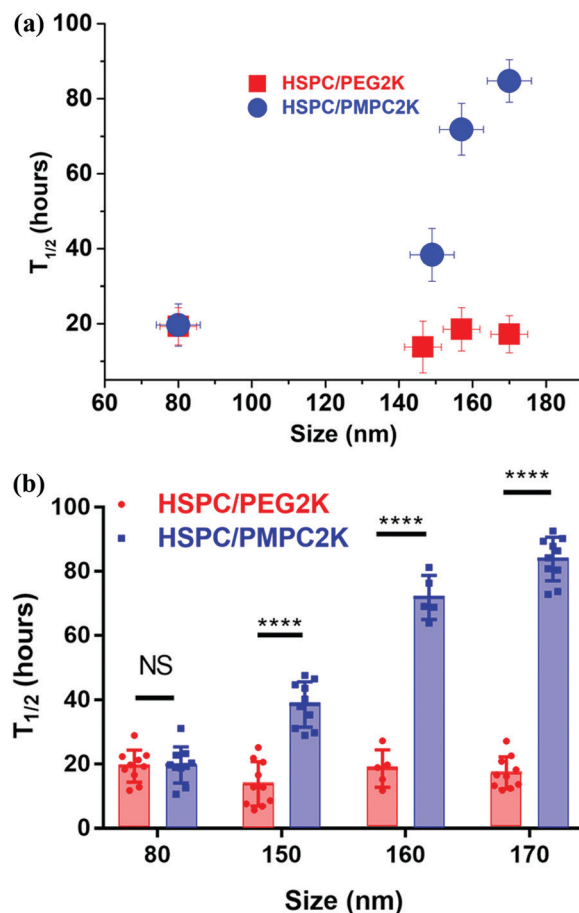 (a)
100
80
60
40
20
T1/2 (hours)
HSPC/PEG2K
HSPC/PMPC2K
60 80 100 120 140 160 180
Size (nm)
(b)
100
80
60
40
20
0
T1/2 (hours)
HSPC/PEG2K
HSPC/PMPC2K
NS
****
****
****
80 150 160 170
Size (nm)